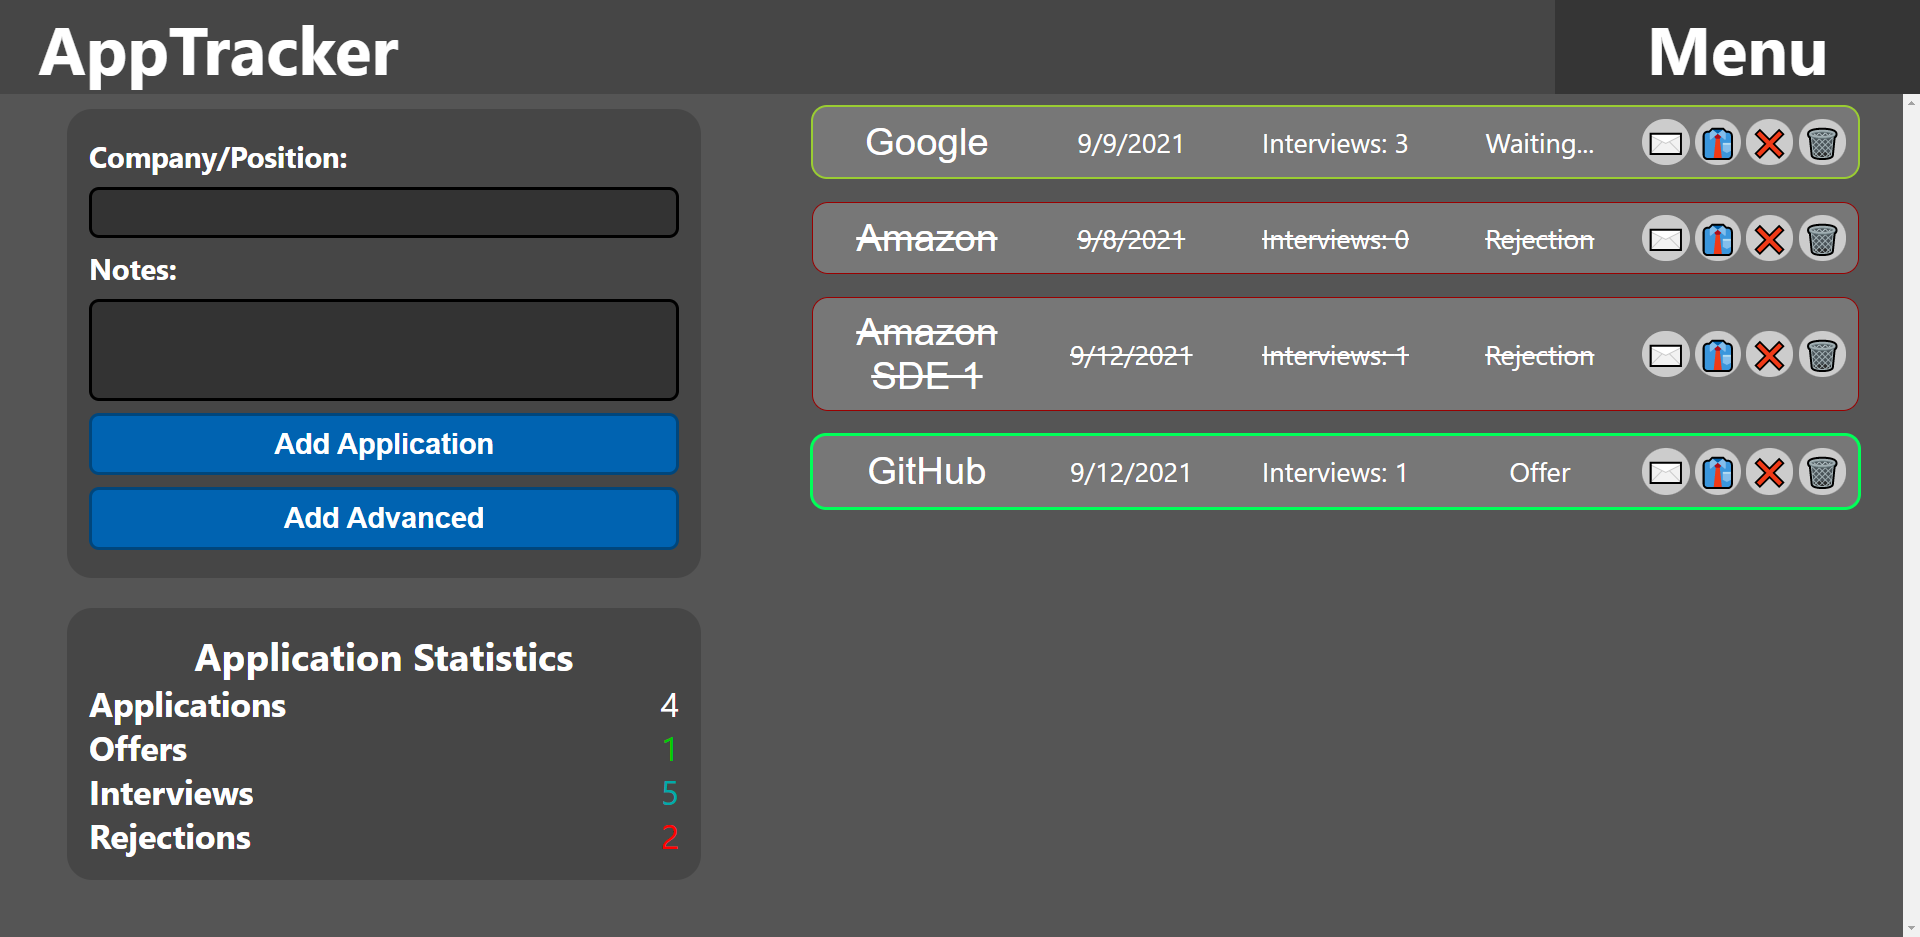 AppTracker
Menu
Company/Position:
Notes:
Add Application
Add Advanced
Application Statistics
Applications 4
Offers 1
Interviews 5
Rejections 2
Google 9/9/2021 Interviews: 3 Waiting...
Amazon 9/8/2021 Interviews: 0 Rejection
Amazon
SDE 1 9/12/2021 Interviews: 1 Rejection
GitHub 9/12/2021 Interviews: 1 Offer